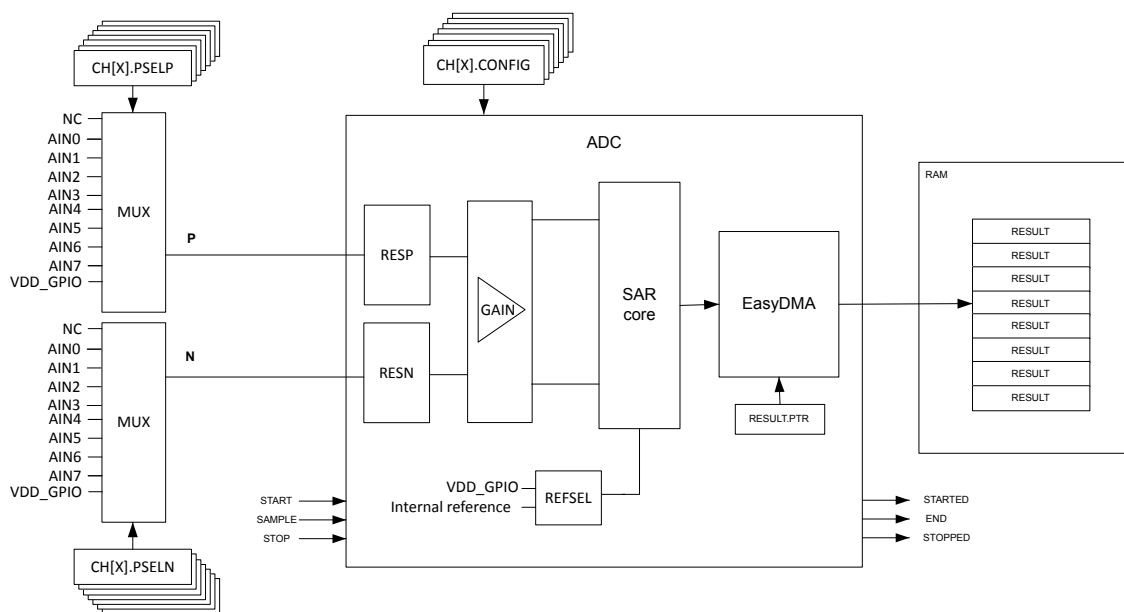 CH[X].PSELP
CH[X].CONFIG
NC
AIN0
AIN1
AIN2
AIN3
AIN4
AIN5
AIN6
AIN7
VDD_GPIO
MUX
P
NC
AIN0
AIN1
AIN2
AIN3
AIN4
AIN5
AIN6
AIN7
VDD_GPIO
MUX
N
CH[X].PSELN
ADC
RESP
RESN
GAIN
SAR
core
EasyDMA
RESULT.PTR
VDD_GPIO
Internal reference
REFSEL
START
SAMPLE
STOP
STARTED
END
STOPPED
RAM
RESULT
RESULT
RESULT
RESULT
RESULT
RESULT
RESULT
RESULT